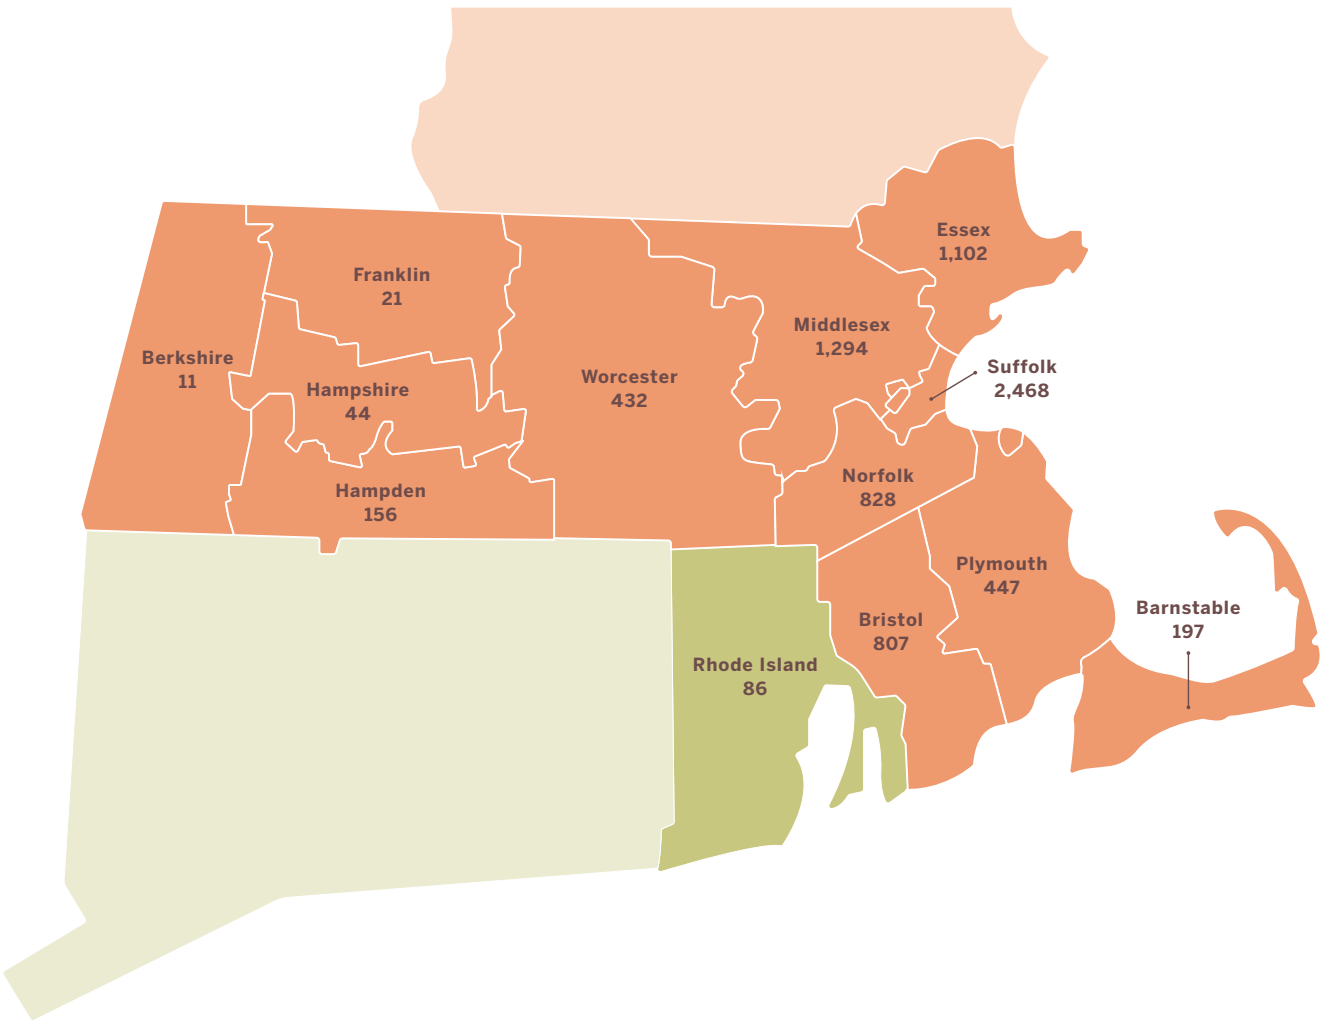 Essex
1,102
Franklin
21
Middlesex
1,294
Berkshire
11
Suffolk
2,468
Worcester
432
Hampshire
44
Norfolk
828
Hampden
156
Plymouth
447
Barnstable
197
Bristol
807
Rhode Island
86